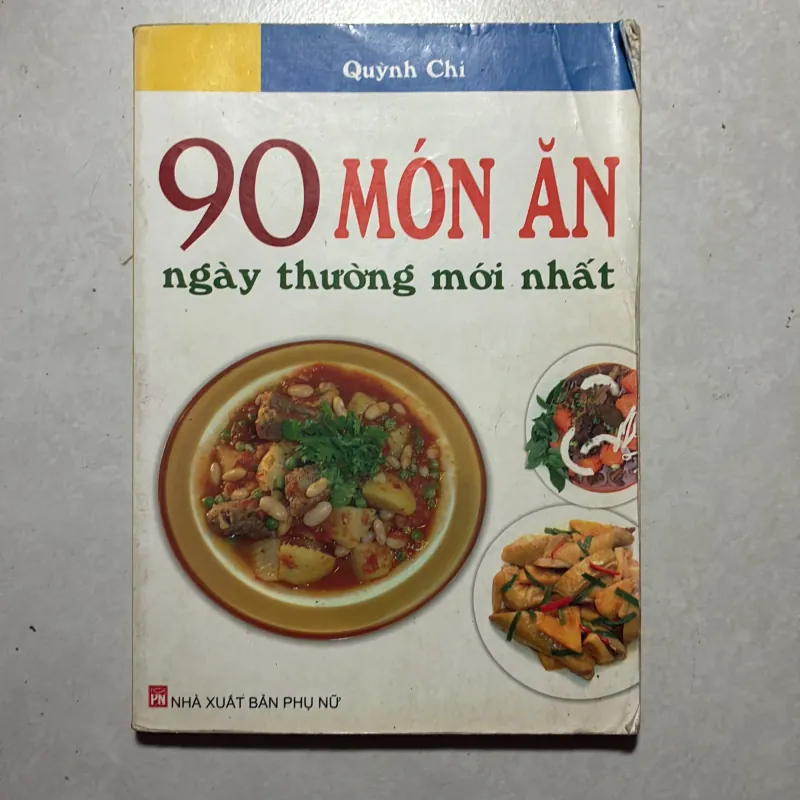 Quỳnh Chi
90 MÓN ĂN
ngày thường mới nhất
PN NHÀ XUẤT BẢN PHỤ NỮ